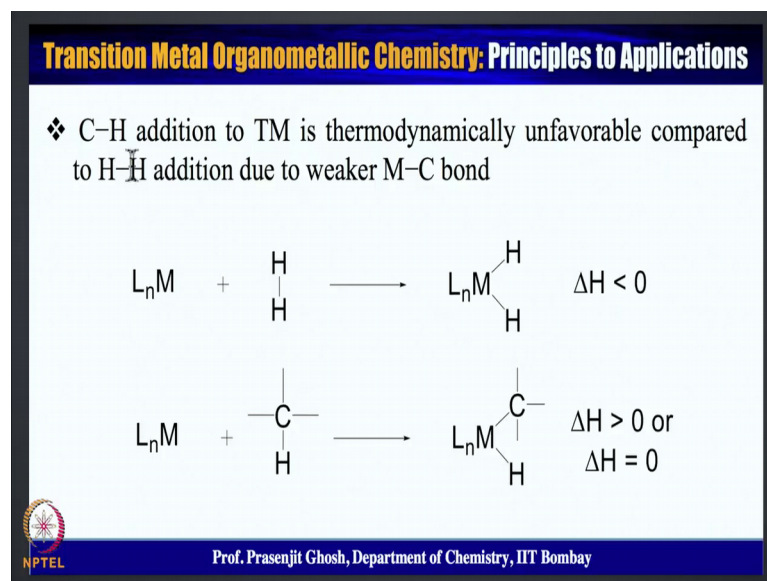 Transition Metal Organometallic Chemistry: Principles to Applications
❖ C−H addition to TM is thermodynamically unfavorable compared
to H−H addition due to weaker M−C bond
LₙM + H
H
LₙM
H
H
ΔH < 0
LₙM + C
H
LₙM
C
H
ΔH > 0 or
ΔH = 0
NPTEL
Prof. Prasenjit Ghosh, Department of Chemistry, IIT Bombay